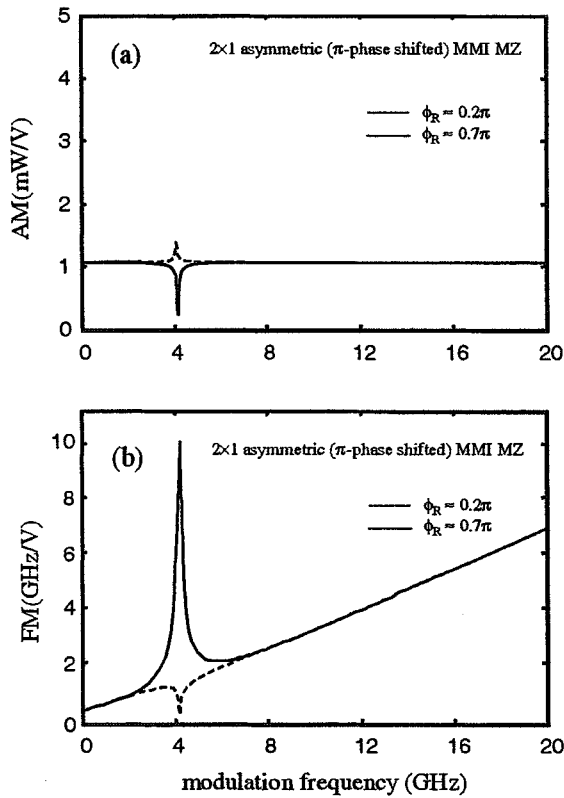 5
(a)
2×1 asymmetric (π-phase shifted) MMI MZ
4
ϕR ≈ 0.2π
3
ϕR ≈ 0.7π
AM(mW/V)
2
1
0
0 4 8 12 16 20
10
(b)
2×1 asymmetric (π-phase shifted) MMI MZ
8
ϕR ≈ 0.2π
ϕR ≈ 0.7π
6
FM(GHz/V)
4
2
0
0 4 8 12 16 20
modulation frequency (GHz)